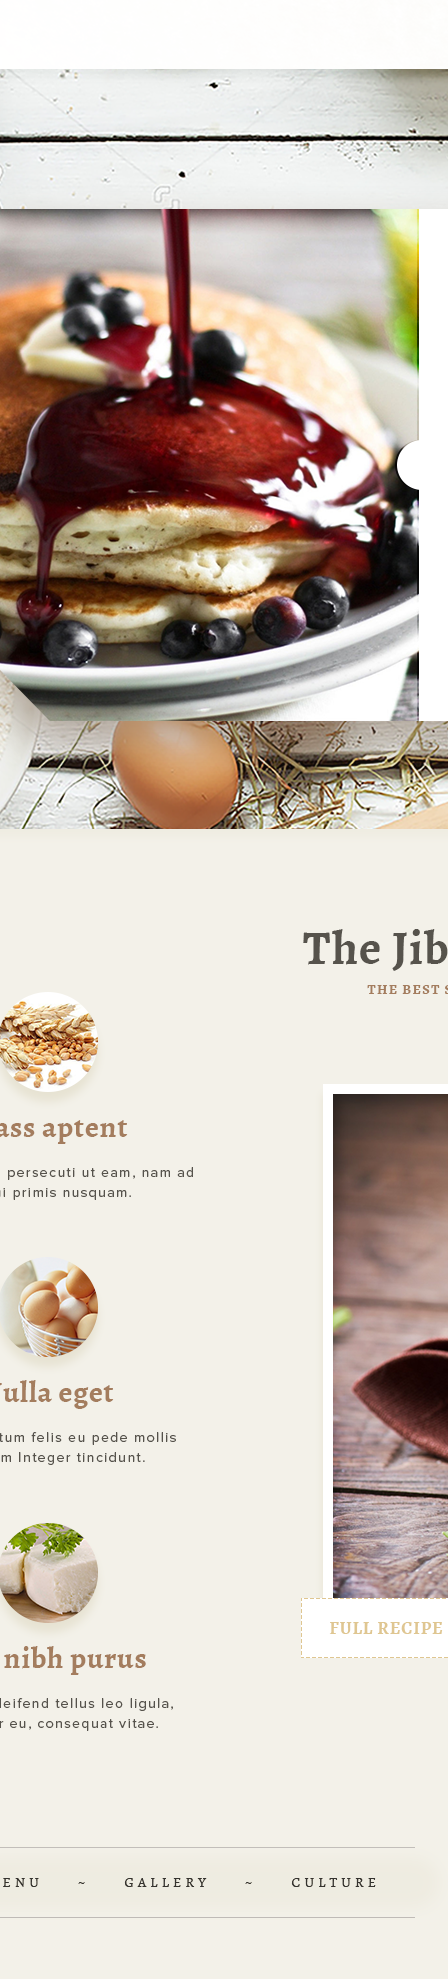 The Jib
THE BEST S
ass aptent
persecuti ut eam, nam ad
i primis nusquam.
ulla eget
tum felis eu pede mollis
m Integer tincidunt.
nibh purus
leifend tellus leo ligula,
r eu, consequat vitae.
FULL RECIPE
ENU ~ GALLERY ~ CULTURE